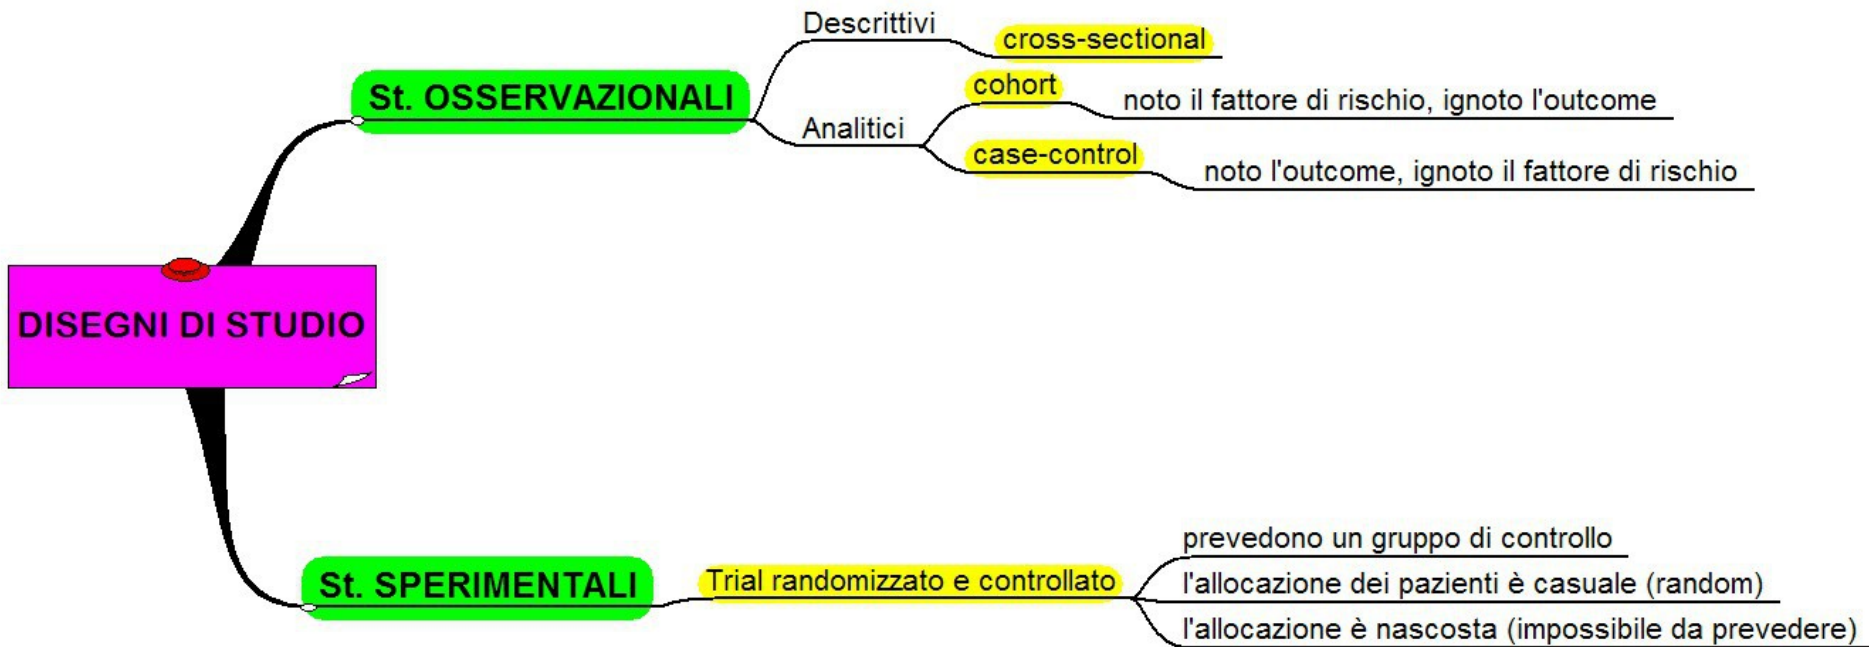 DISEGNI DI STUDIO
St. OSSERVAZIONALI
Descrittivi
cross-sectional
Analitici
cohort
noto il fattore di rischio, ignoto l'outcome
case-control
noto l'outcome, ignoto il fattore di rischio
St. SPERIMENTALI
Trial randomizzato e controllato
prevedono un gruppo di controllo
l'allocazione dei pazienti è casuale (random)
l'allocazione è nascosta (impossibile da prevedere)